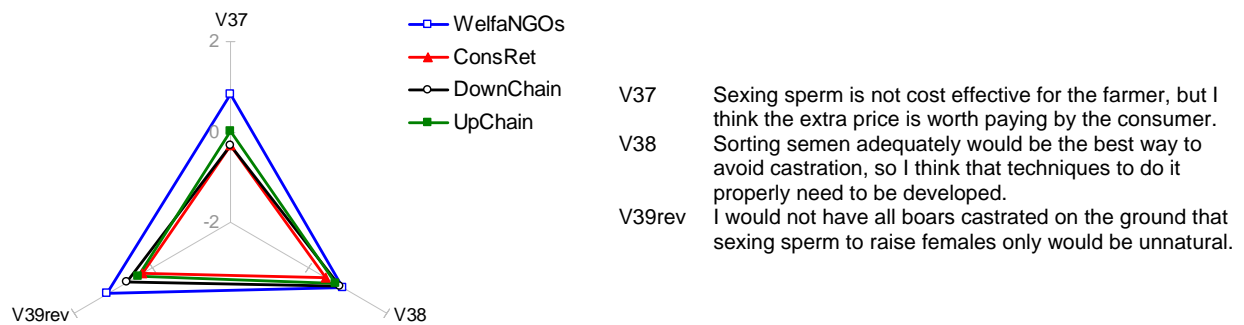 V37
2
0
-2
V39rev
V38
WelfaNGOs
ConsRet
DownChain
UpChain
V37 Sexing sperm is not cost effective for the farmer, but I
think the extra price is worth paying by the consumer.
V38 Sorting semen adequately would be the best way to
avoid castration, so I think that techniques to do it
properly need to be developed.
V39rev I would not have all boars castrated on the ground that
sexing sperm to raise females only would be unnatural.